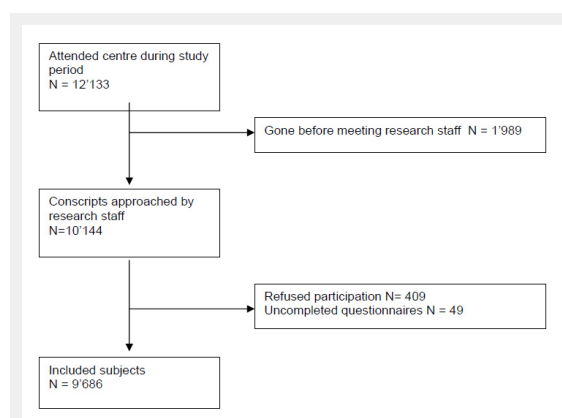 Attended centre during study
period
N = 12'133
Gone before meeting research staff N = 1'989
Conscripts approached by
research staff
N=10'144
Refused participation N= 409
Uncompleted questionnaires N = 49
Included subjects
N = 9'686